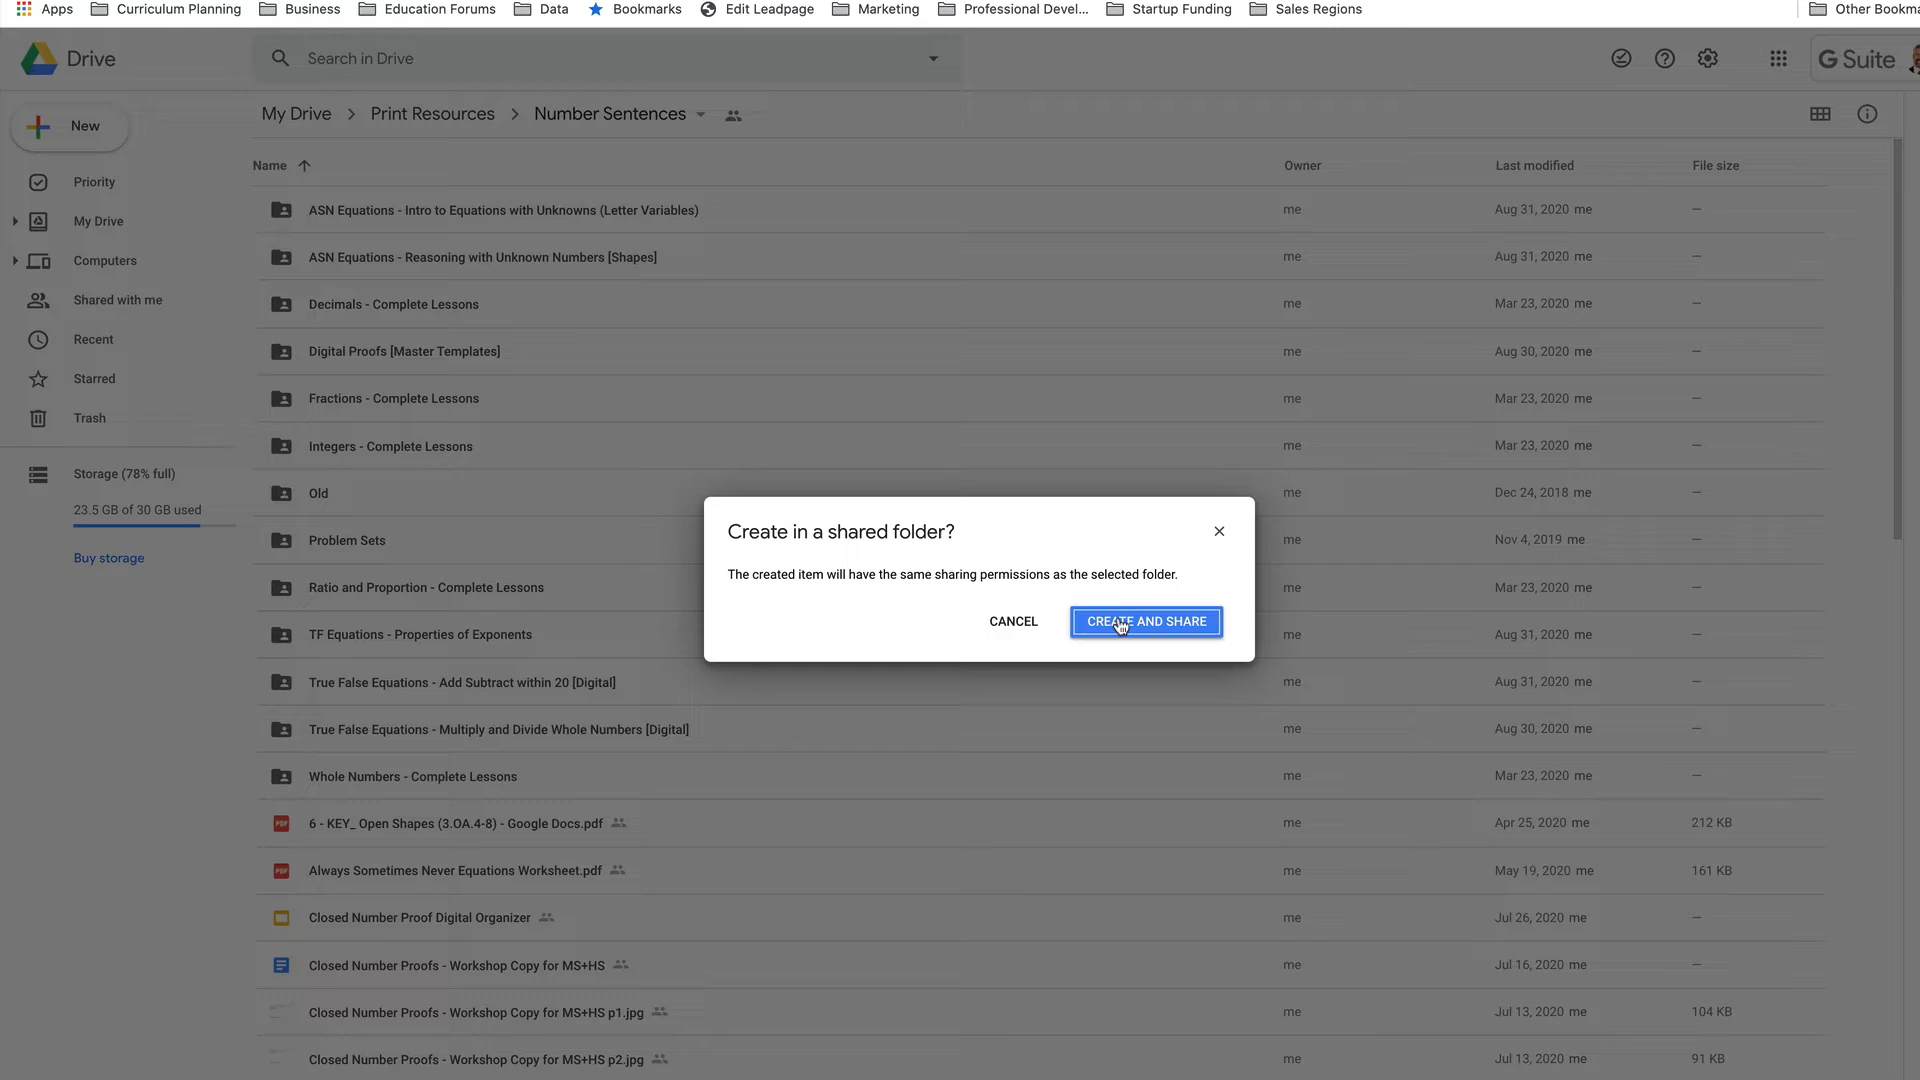 Apps Curriculum Planning Business Education Forums Data Bookmarks Edit Leadpage Marketing Professional Devel... Startup Funding Sales Regions Other Bookma
Drive Search in Drive G Suite
New My Drive Print Resources Number Sentences
Name Owner Last modified File size
Priority
My Drive
Computers
Shared with me
Recent
Starred
Trash
Storage (78% full)
23.5 GB of 30 GB used
Buy storage
ASN Equations - Intro to Equations with Unknowns (Letter Variables) me Aug 31, 2020 me –
ASN Equations - Reasoning with Unknown Numbers [Shapes] me Aug 31, 2020 me –
Decimals - Complete Lessons me Mar 23, 2020 me –
Digital Proofs [Master Templates] me Aug 30, 2020 me –
Fractions - Complete Lessons me Mar 23, 2020 me –
Integers - Complete Lessons me Mar 23, 2020 me –
Old me Dec 24, 2018 me –
Problem Sets me Nov 4, 2019 me –
Ratio and Proportion - Complete Lessons me Mar 23, 2020 me –
TF Equations - Properties of Exponents me Aug 31, 2020 me –
True False Equations - Add Subtract within 20 [Digital] me Aug 31, 2020 me –
True False Equations - Multiply and Divide Whole Numbers [Digital] me Aug 30, 2020 me –
Whole Numbers - Complete Lessons me Mar 23, 2020 me –
PDF 6 - KEY_ Open Shapes (3.OA.4-8) - Google Docs.pdf me Apr 25, 2020 me 212 KB
PDF Always Sometimes Never Equations Worksheet.pdf me May 19, 2020 me 161 KB
Closed Number Proof Digital Organizer me Jul 26, 2020 me –
Closed Number Proofs - Workshop Copy for MS+HS me Jul 16, 2020 me –
Closed Number Proofs - Workshop Copy for MS+HS p1.jpg me Jul 13, 2020 me 104 KB
Closed Number Proofs - Workshop Copy for MS+HS p2.jpg me Jul 13, 2020 me 91 KB
Create in a shared folder?
The created item will have the same sharing permissions as the selected folder.
CANCEL CREATE AND SHARE